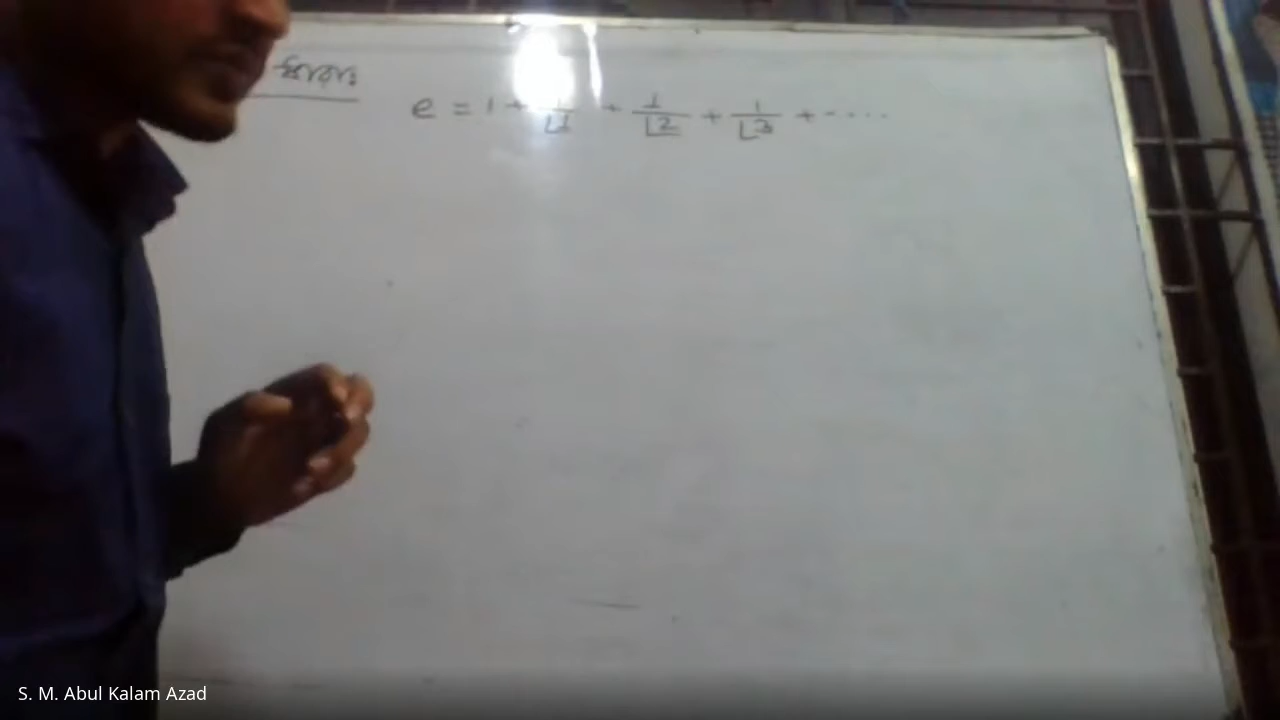 e = 1 + 1/∟1 + 1/∟2 + 1/∟3 + ----
S. M. Abul Kalam Azad